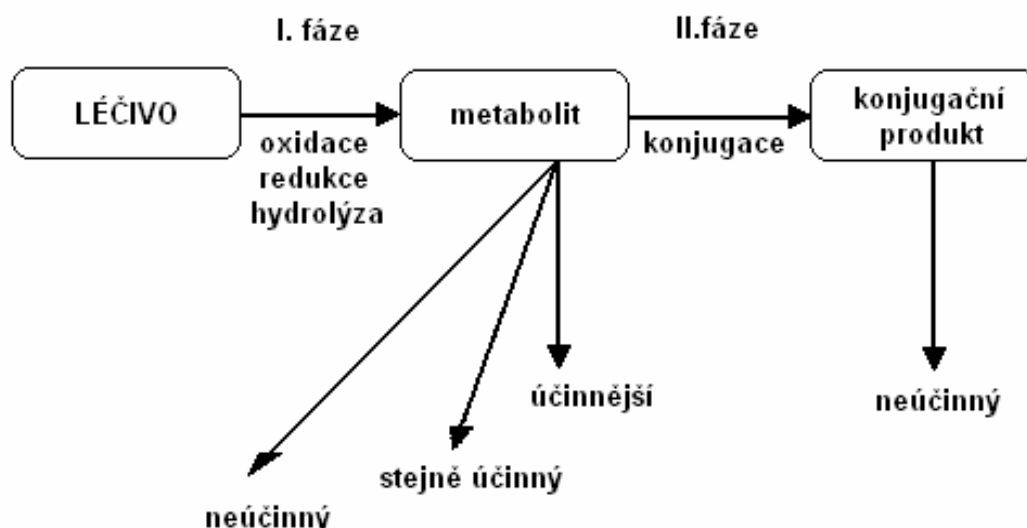 I. fáze
II.fáze
LÉČIVO
metabolit
konjugační
produkt
oxidace
redukce
hydrolýza
konjugace
účinnější
neúčinný
stejně účinný
neúčinný